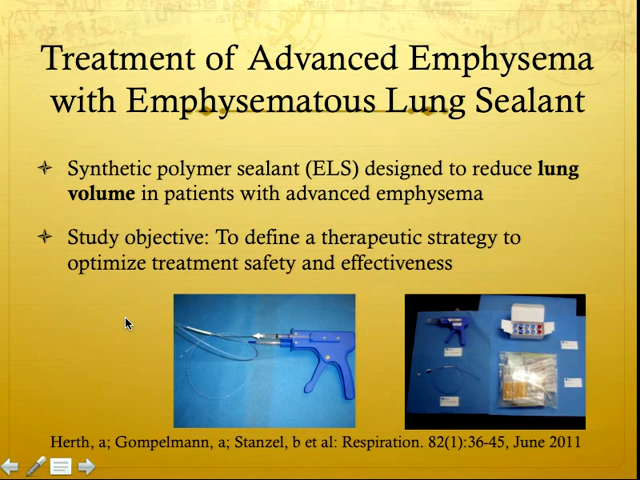 Treatment of Advanced Emphysema
with Emphysematous Lung Sealant
Synthetic polymer sealant (ELS) designed to reduce lung
volume in patients with advanced emphysema
Study objective: To define a therapeutic strategy to
optimize treatment safety and effectiveness
Herth, a; Gompelmann, a; Stanzel, b et al: Respiration. 82(1):36-45, June 2011